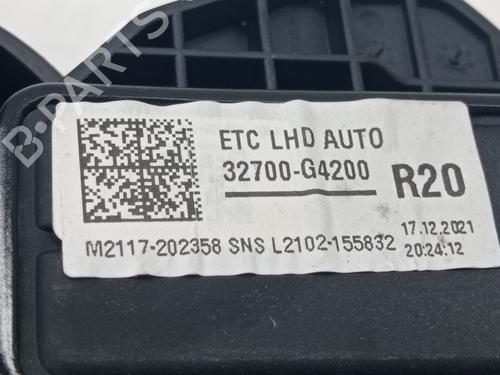 ETC LHD AUTO
32700-G4200
R20
M2117-202358 SNS L2102-155832
17.12.2021
20:24:12
B-PARTS